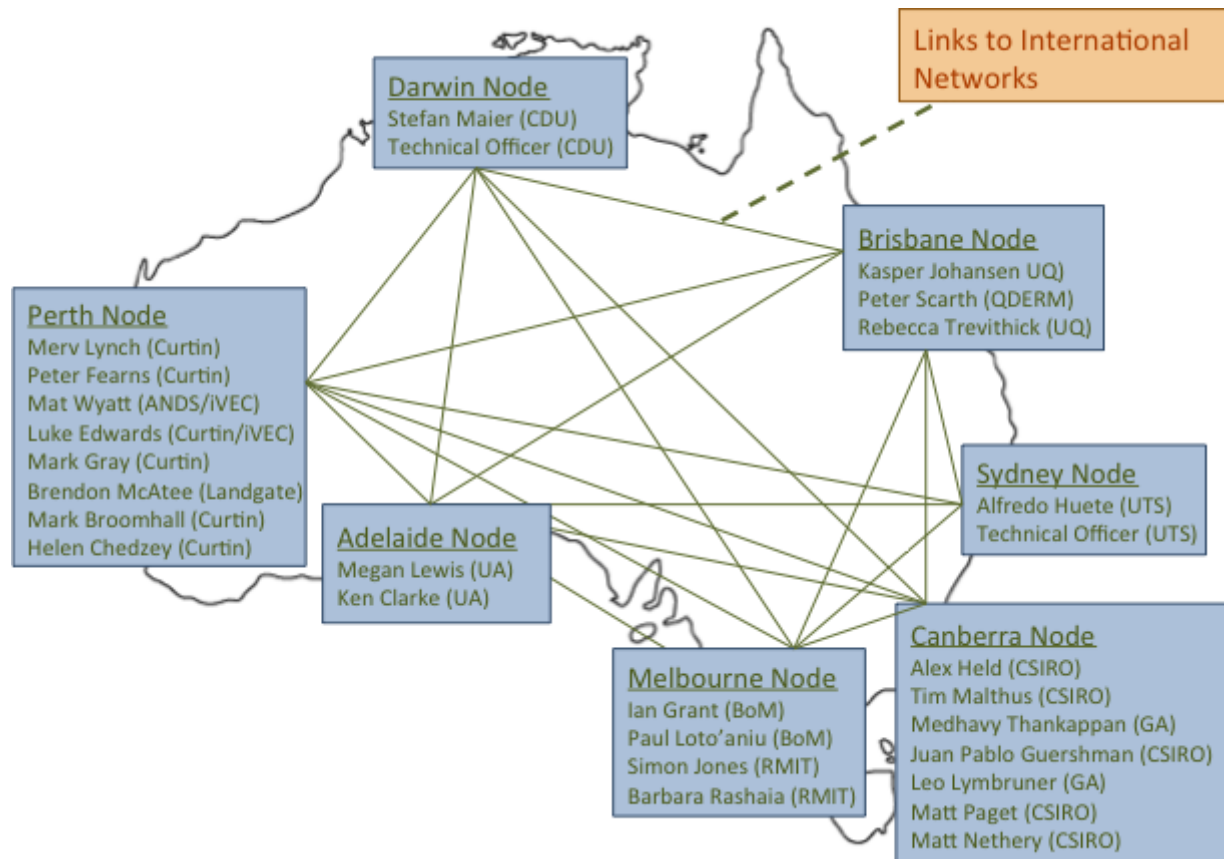 Links to International
Networks
Darwin Node
Stefan Maier (CDU)
Technical Officer (CDU)
Brisbane Node
Kasper Johansen UQ)
Peter Scarth (QDERM)
Rebecca Trevithick (UQ)
Perth Node
Merv Lynch (Curtin)
Peter Fearns (Curtin)
Mat Wyatt (ANDS/iVEC)
Luke Edwards (Curtin/iVEC)
Mark Gray (Curtin)
Brendon McAtee (Landgate)
Mark Broomhall (Curtin)
Helen Chedzey (Curtin)
Sydney Node
Alfredo Huete (UTS)
Technical Officer (UTS)
Adelaide Node
Megan Lewis (UA)
Ken Clarke (UA)
Melbourne Node
Ian Grant (BoM)
Paul Loto’aniu (BoM)
Simon Jones (RMIT)
Barbara Rashaia (RMIT)
Canberra Node
Alex Held (CSIRO)
Tim Malthus (CSIRO)
Medhavy Thankappan (GA)
Juan Pablo Guershman (CSIRO)
Leo Lymbruner (GA)
Matt Paget (CSIRO)
Matt Nethery (CSIRO)